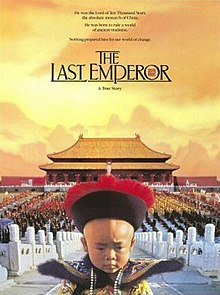 He was the Lord of Ten Thousand Years,
the absolute monarch of China.
He was born to rule a world
of ancient tradition.
Nothing prepared him for our world of change.
THE
LAST EMPEROR
A True Story.